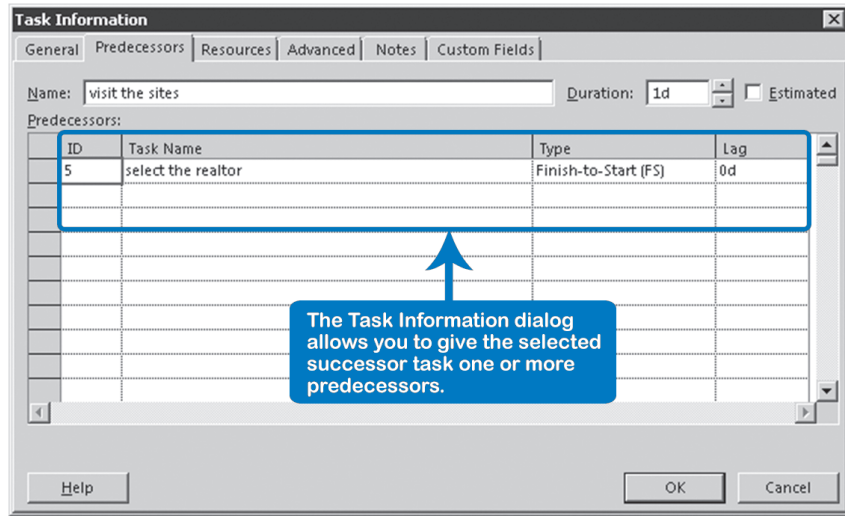 Task Information
General Predecessors Resources Advanced Notes Custom Fields
Name: visit the sites Duration: 1d Estimated
Predecessors:
ID Task Name Type Lag
5 select the realtor Finish-to-Start (FS) 0d
The Task Information dialog
allows you to give the selected
successor task one or more
predecessors.
Help OK Cancel